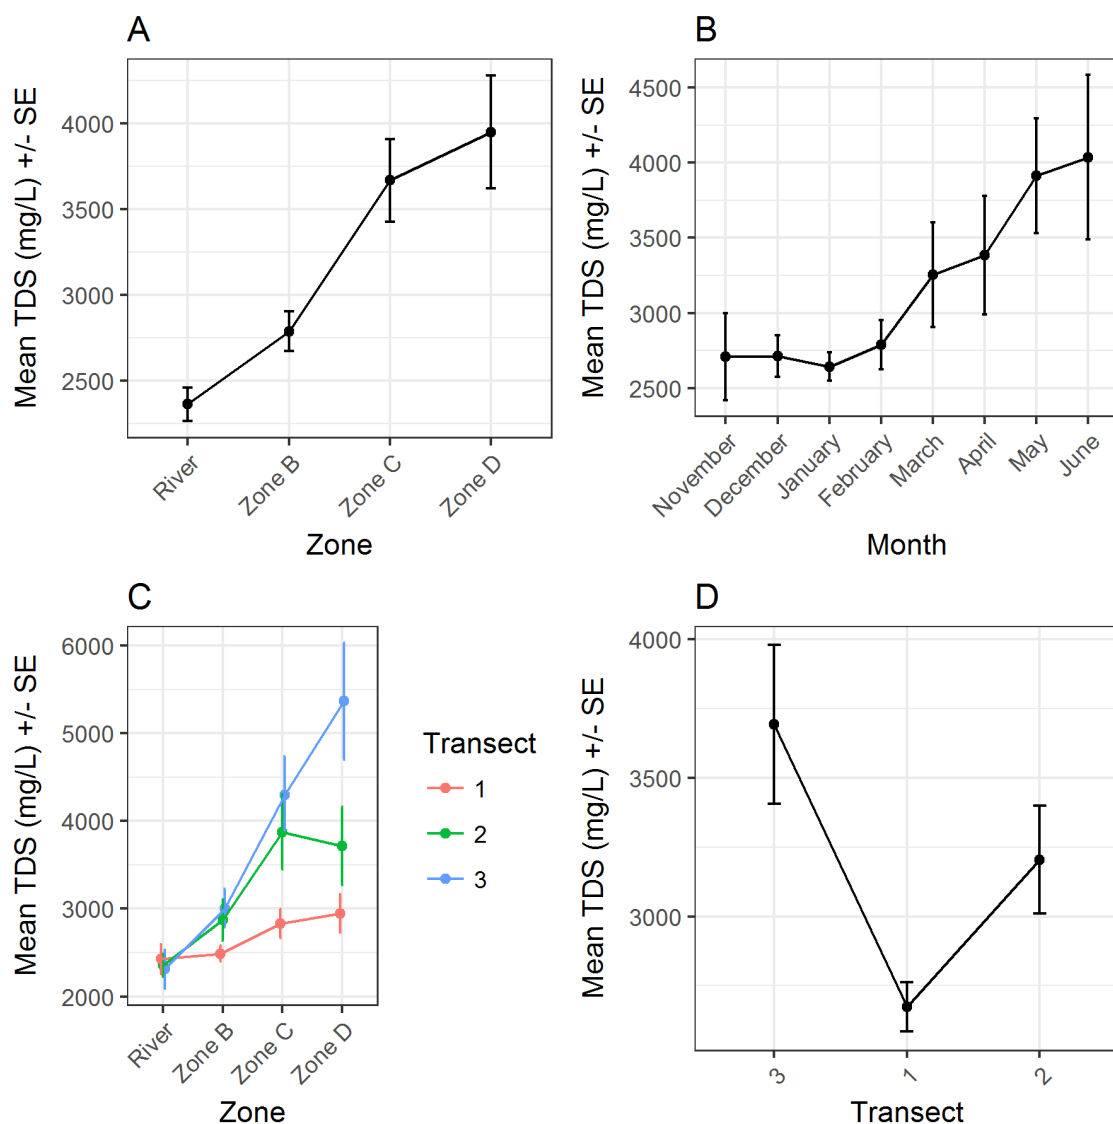 A
Mean TDS (mg/L) +/- SE
4000
3500
3000
2500
River
Zone B
Zone C
Zone D
Zone
B
Mean TDS (mg/L) +/- SE
4500
4000
3500
3000
2500
November
December
January
February
March
April
May
June
Month
C
Mean TDS (mg/L) +/- SE
6000
5000
4000
3000
2000
River
Zone B
Zone C
Zone D
Zone
Transect
1
2
3
D
Mean TDS (mg/L) +/- SE
4000
3500
3000
3
1
2
Transect